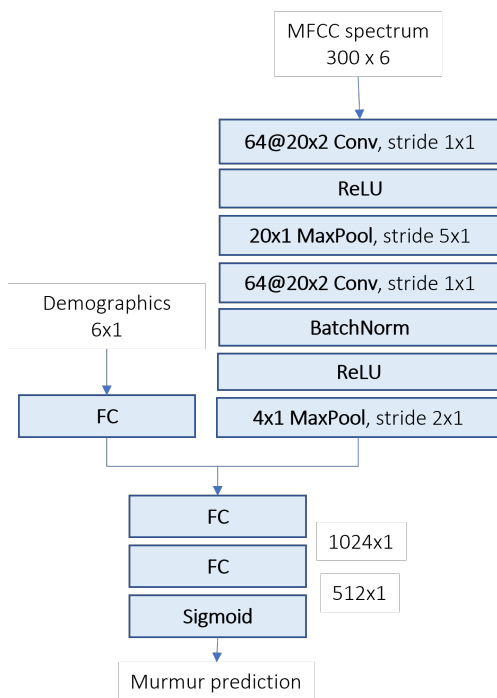 MFCC spectrum
300 x 6
64@20x2 Conv, stride 1x1
ReLU
20x1 MaxPool, stride 5x1
64@20x2 Conv, stride 1x1
BatchNorm
ReLU
4x1 MaxPool, stride 2x1
Demographics
6x1
FC
FC
1024x1
FC
512x1
Sigmoid
Murmur prediction